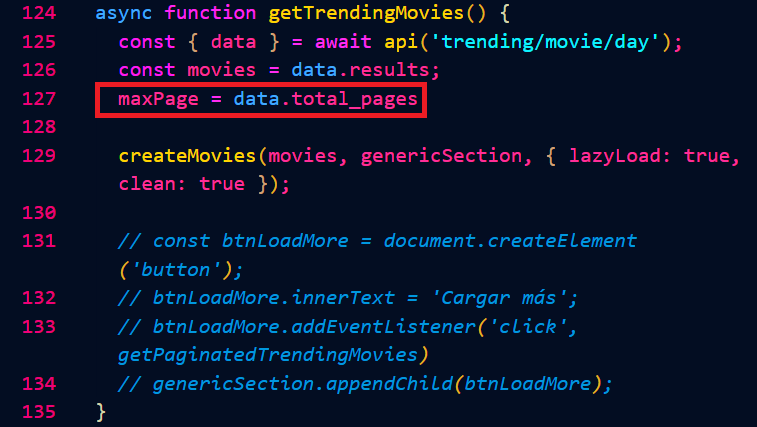 124 async function getTrendingMovies() {
125 const { data } = await api('trending/movie/day');
126 const movies = data.results;
127 maxPage = data.total_pages
128
129 createMovies(movies, genericSection, { lazyLoad: true,
clean: true });
130
131 // const btnLoadMore = document.createElement
('button');
132 // btnLoadMore.innerText = 'Cargar más';
133 // btnLoadMore.addEventListener('click',
getPaginatedTrendingMovies)
134 // genericSection.appendChild(btnLoadMore);
135 }